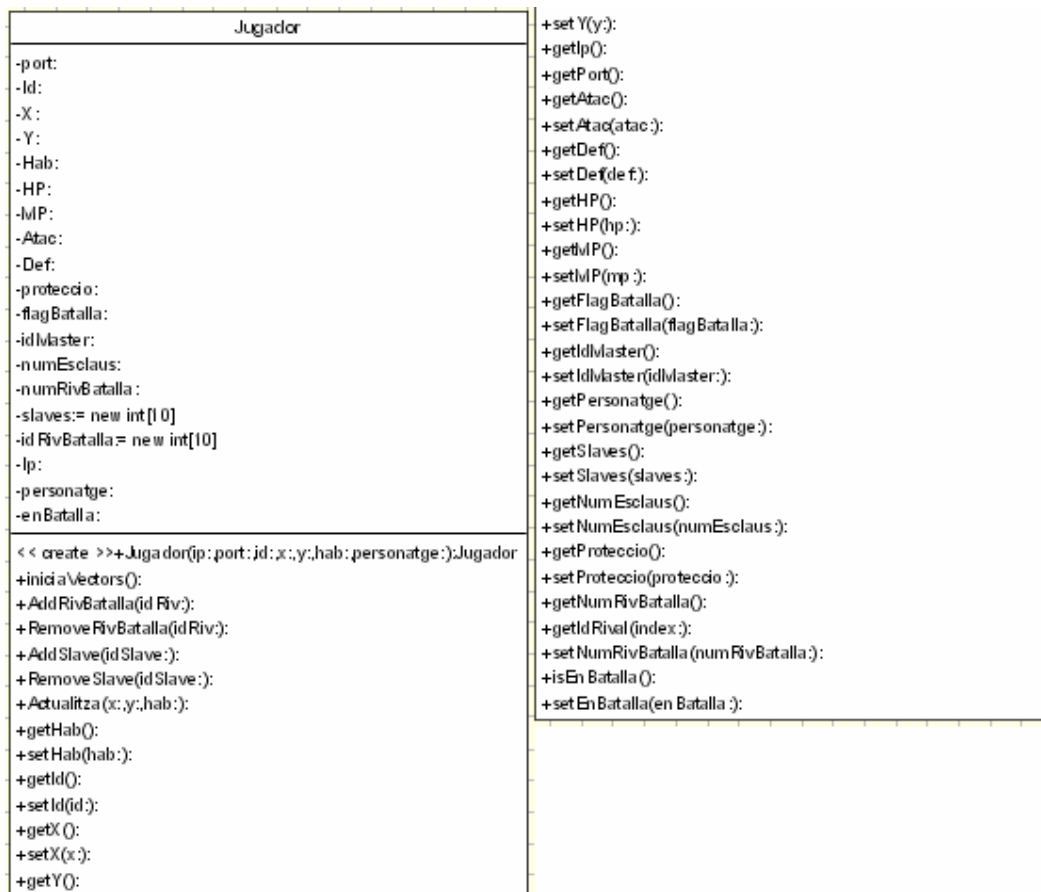 Jugador
-port:
-Id:
-X:
-Y:
-Hab:
-HP:
-MP:
-Atac:
-Def:
-proteccio:
-flagBatalla:
-idMaster:
-numEsclaus:
-numRivBatalla:
-slaves:= new int[10]
-idRivBatalla:= new int[10]
-Ip:
-personatge:
-enBatalla:
<< create >>+Jugador(ip:,port:,id:,x:,y:,hab:,personatge:):Jugador
+iniciaVectors():
+AddRivBatalla(idRiv:):
+RemoveRivBatalla(idRiv:):
+AddSlave(idSlave:):
+RemoveSlave(idSlave:):
+Actualitza(x:,y:,hab:):
+getHab():
+setHab(hab:):
+getId():
+setId(id:):
+getX():
+setX(x:):
+getY():
+setY(y:):
+getIp():
+getPort():
+getAtac():
+setAtac(atac:):
+getDef():
+setDef(def:):
+getHP():
+setHP(hp:):
+getMP():
+setMP(mp:):
+getFlagBatalla():
+setFlagBatalla(flagBatalla:):
+getIdMaster():
+setIdMaster(idMaster:):
+getPersonatge():
+setPersonatge(personatge:):
+getSlaves():
+setSlaves(slaves:):
+getNumEsclaus():
+setNumEsclaus(numEsclaus:):
+getProteccio():
+setProteccio(proteccio:):
+getNumRivBatalla():
+getIdRival(index:):
+setNumRivBatalla(numRivBatalla:):
+isEnBatalla():
+setEnBatalla(enBatalla:):